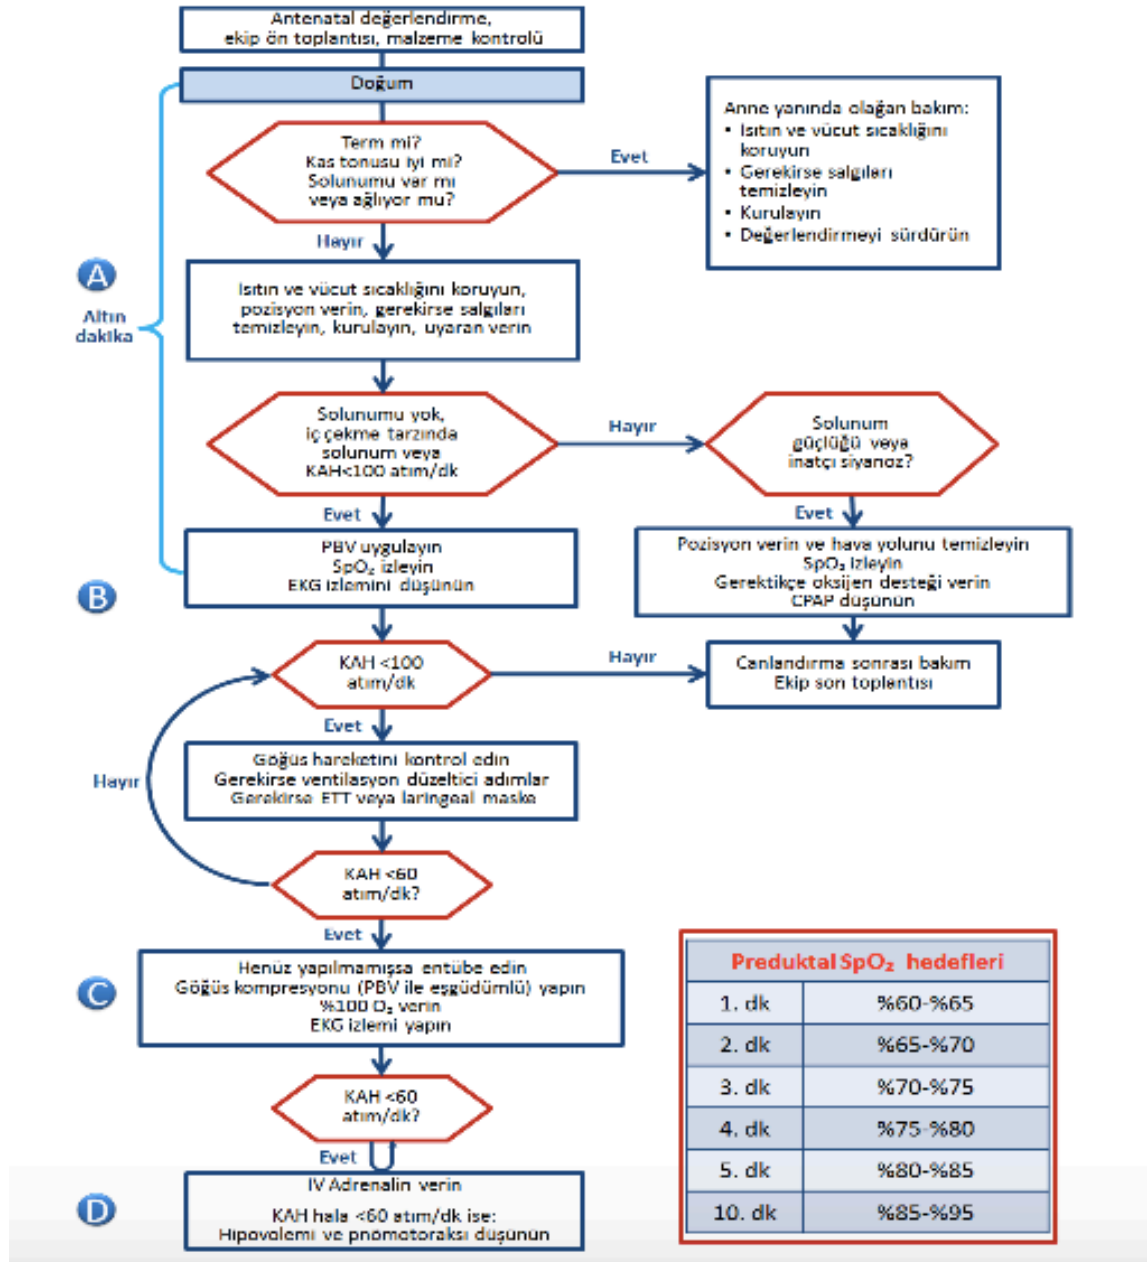 Antenatal değerlendirme,
ekip ön toplantısı, malzeme kontrolü
Doğum
Term mi?
Kas tonusu iyi mi?
Solunumu var mı
veya ağlıyor mu?
Evet
Anne yanında olağan bakım:
• Isıtın ve vücut sıcaklığını
koruyun
• Gerekirse salgıları
temizleyin
• Kurulayın
• Değerlendirmeyi sürdürün
Hayır
A
Altın
dakika
Isıtın ve vücut sıcaklığını koruyun,
pozisyon verin, gerekirse salgıları
temizleyin, kurulayın, uyaran verin
Solunumu yok,
iç çekme tarzında
solunum veya
KAH<100 atım/dk
Hayır
Solunum
güçlüğü veya
inatçı siyanoz?
Evet
Evet
B
PBV uygulayın
SpO₂ izleyin
EKG izlemini düşünün
Pozisyon verin ve hava yolunu temizleyin
SpO₂ izleyin
Gerektikçe oksijen desteği verin
CPAP düşünün
KAH <100
atım/dk
Hayır
Canlandırma sonrası bakım
Ekip son toplantısı
Evet
Göğüs hareketini kontrol edin
Gerekirse ventilasyon düzeltici adımlar
Gerekirse ETT veya laringeal maske
Hayır
KAH <60
atım/dk?
Evet
C
Henüz yapılmamışsa entübe edin
Göğüs kompresyonu (PBV ile eşgüdümlü) yapın
%100 O₂ verin
EKG izlemi yapın
KAH <60
atım/dk?
Evet
D
IV Adrenalin verin
KAH hala <60 atım/dk ise:
Hipovolemi ve pnömotoraksı düşünün
Preduktal SpO₂ hedefleri
1. dk %60-%65
2. dk %65-%70
3. dk %70-%75
4. dk %75-%80
5. dk %80-%85
10. dk %85-%95